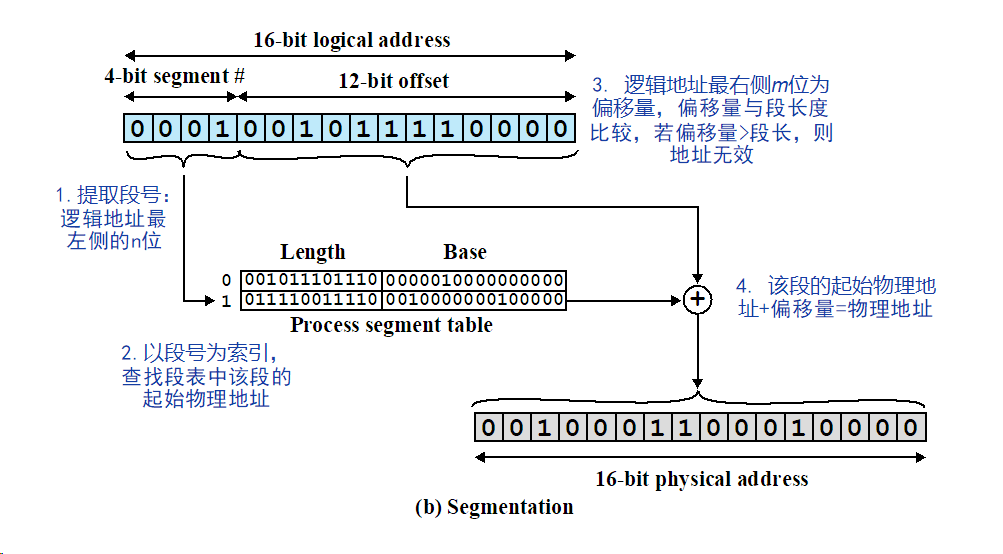 16-bit logical address
4-bit segment #
12-bit offset
0 0 0 1 0 0 1 0 1 1 1 1 0 0 0 0
3. 逻辑地址最右侧m位为
偏移量，偏移量与段长度
比较，若偏移量>段长，则
地址无效
1.提取段号：
逻辑地址最
左侧的n位
Length Base
0 001011101110 0000010000000000
1 011110011110 0010000000100000
Process segment table
2.以段号为索引，
查找段表中该段的
起始物理地址
+
4. 该段的起始物理地
址+偏移量=物理地址
0 0 1 0 0 0 1 1 0 0 0 1 0 0 0 0
16-bit physical address
(b) Segmentation